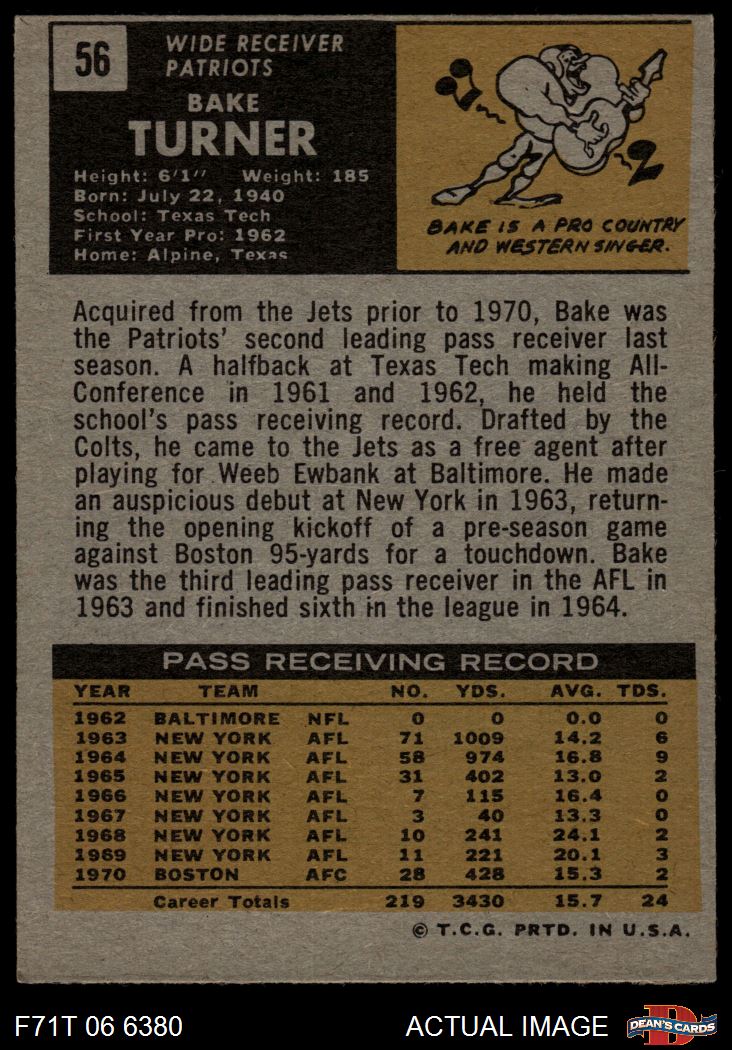 56
WIDE RECEIVER
PATRIOTS
BAKE
TURNER
Height: 6'1" Weight: 185
Born: July 22, 1940
School: Texas Tech
First Year Pro: 1962
Home: Alpine, Texas
BAKE IS A PRO COUNTRY
AND WESTERN SINGER.
Acquired from the Jets prior to 1970, Bake was
the Patriots' second leading pass receiver last
season. A halfback at Texas Tech making All-
Conference in 1961 and 1962, he held the
school's pass receiving record. Drafted by the
Colts, he came to the Jets as a free agent after
playing for Weeb Ewbank at Baltimore. He made
an auspicious debut at New York in 1963, return-
ing the opening kickoff of a pre-season game
against Boston 95-yards for a touchdown. Bake
was the third leading pass receiver in the AFL in
1963 and finished sixth in the league in 1964.
PASS RECEIVING RECORD
YEAR TEAM NO. YDS. AVG. TDS.
1962 BALTIMORE NFL 0 0 0.0 0
1963 NEW YORK AFL 71 1009 14.2 6
1964 NEW YORK AFL 58 974 16.8 9
1965 NEW YORK AFL 31 402 13.0 2
1966 NEW YORK AFL 7 115 16.4 0
1967 NEW YORK AFL 3 40 13.3 0
1968 NEW YORK AFL 10 241 24.1 2
1969 NEW YORK AFL 11 221 20.1 3
1970 BOSTON AFC 28 428 15.3 2
Career Totals 219 3430 15.7 24
© T.C.G. PRTD. IN U.S.A.
F71T 06 6380 ACTUAL IMAGE D DEAN'S CARDS